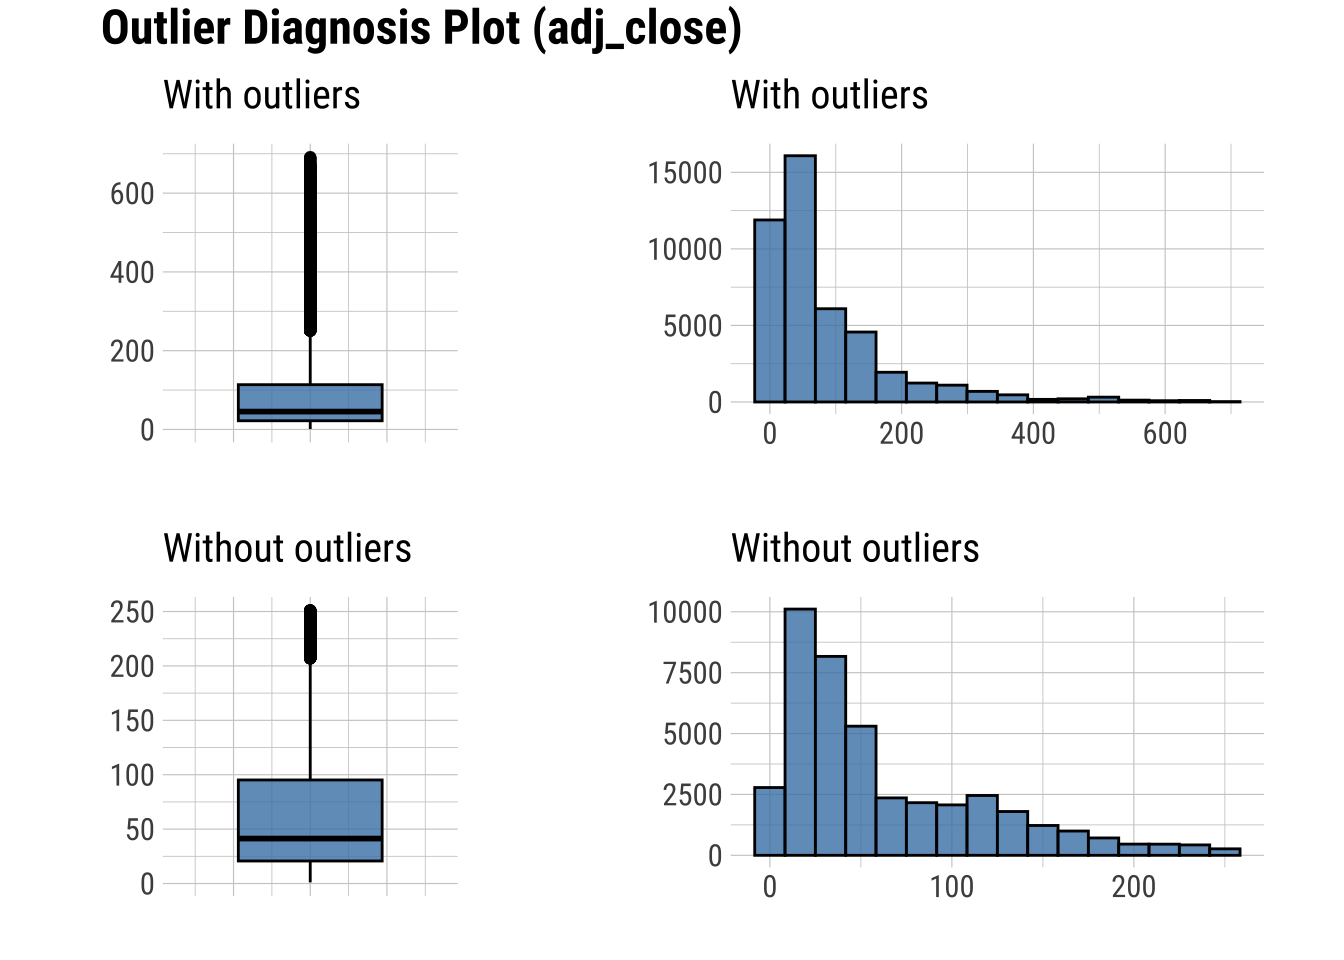 Outlier Diagnosis Plot (adj_close)
With outliers
600
400
200
0
With outliers
15000
10000
5000
0
0 200 400 600
Without outliers
250
200
150
100
50
0
Without outliers
10000
7500
5000
2500
0
0 100 200